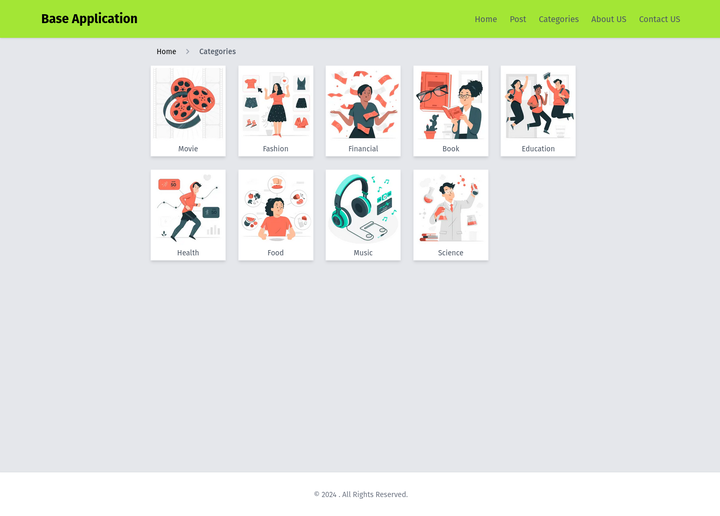 Base Application
Home Post Categories About US Contact US
Home > Categories
Movie Fashion Financial Book Education
Health Food Music Science
© 2024 . All Rights Reserved.